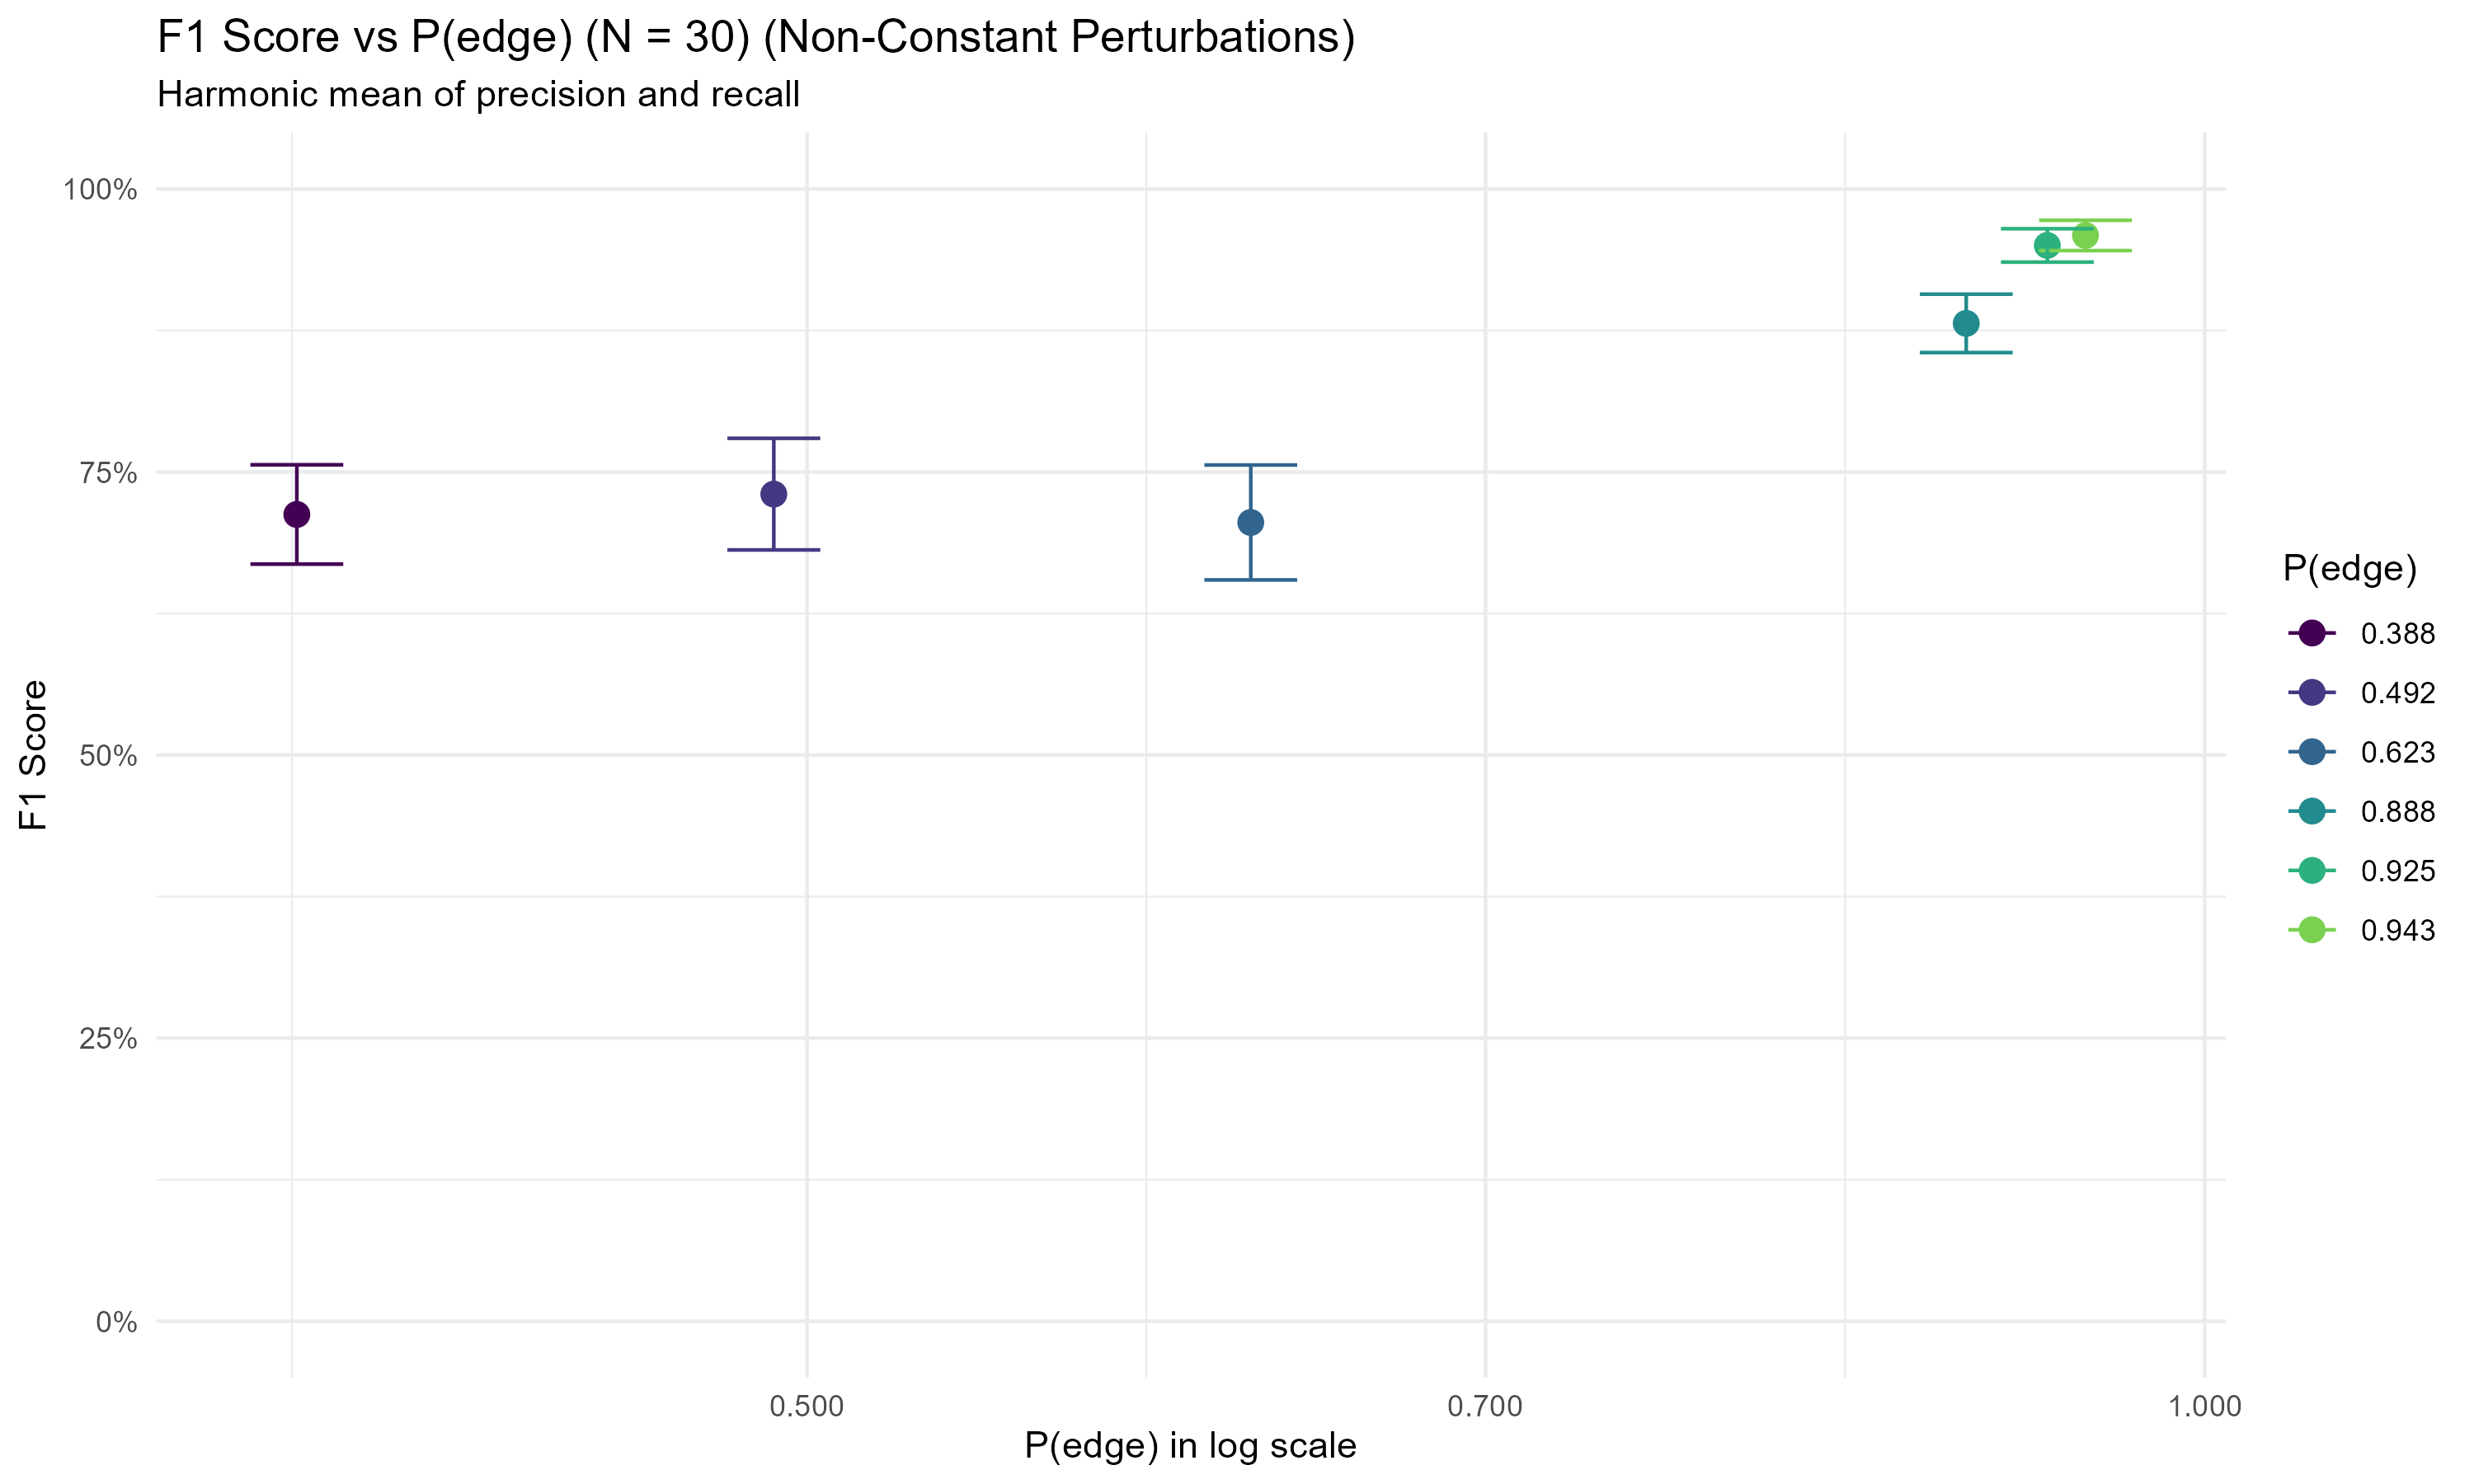 F1 Score vs P(edge) (N = 30) (Non-Constant Perturbations)
Harmonic mean of precision and recall
100%
75%
50%
25%
0%
F1 Score
0.500
0.700
1.000
P(edge) in log scale
P(edge)
0.388
0.492
0.623
0.888
0.925
0.943